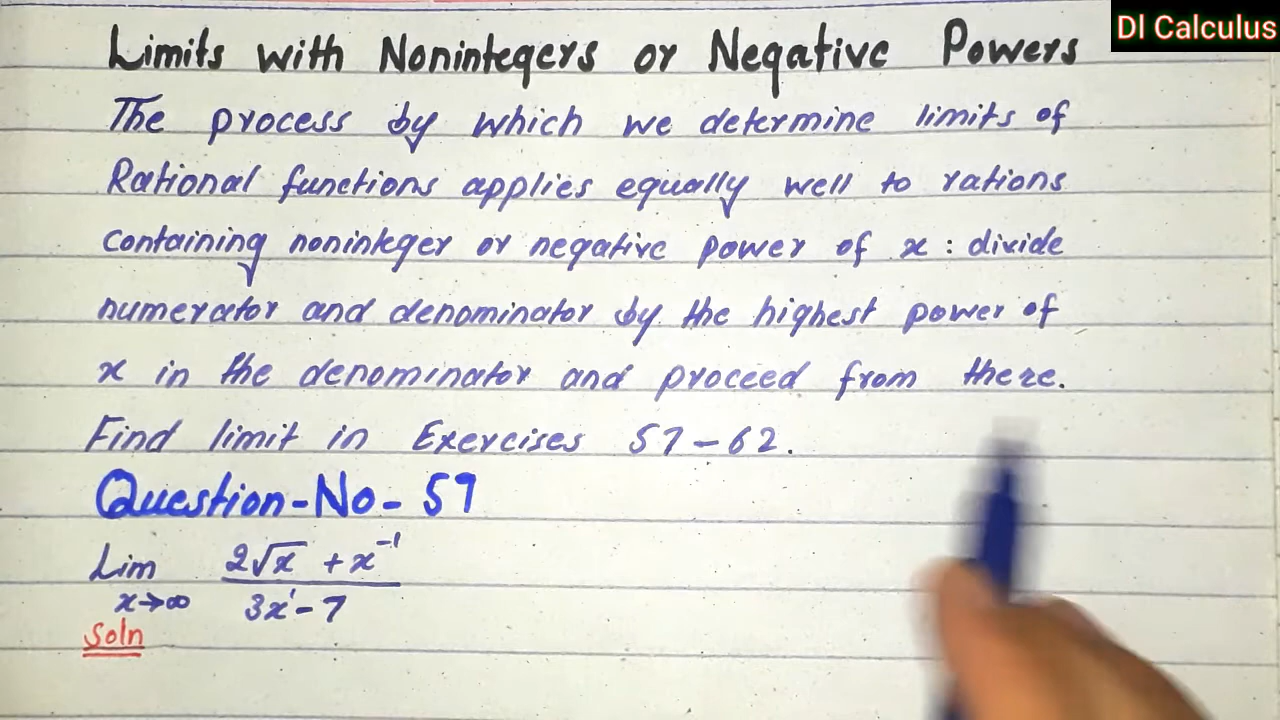 DI Calculus
Limits with Nonintegers or Negative Powers
The process by which we determine limits of
Rational functions applies equally well to rations
containing noninteger or negative power of x : divide
numerator and denominator by the highest power of
x in the denominator and proceed from there.
Find limit in Exercises 57-62.
Question-No-57
Lim 2√x + x⁻¹
x→∞ 3x¹-7
Soln